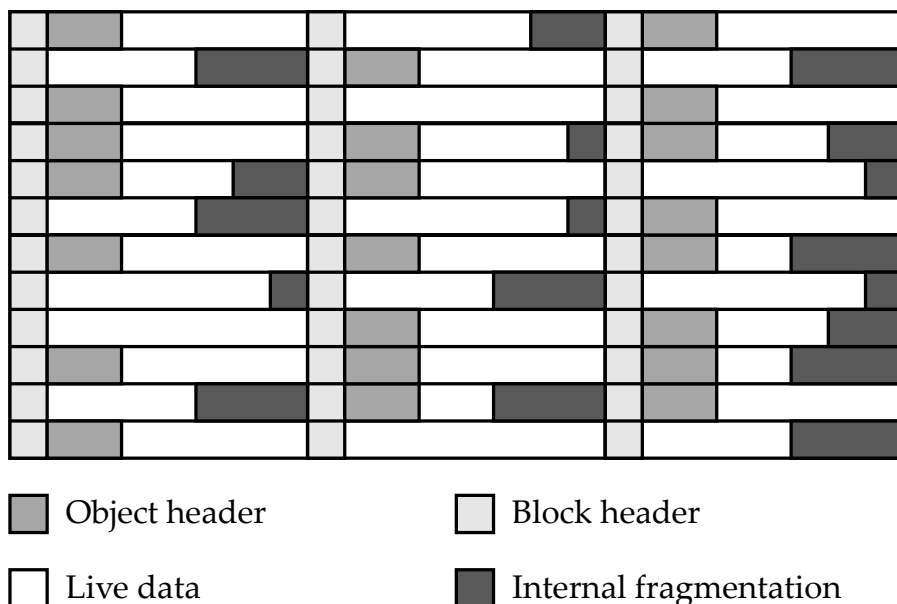 Object header
Block header
Live data
Internal fragmentation